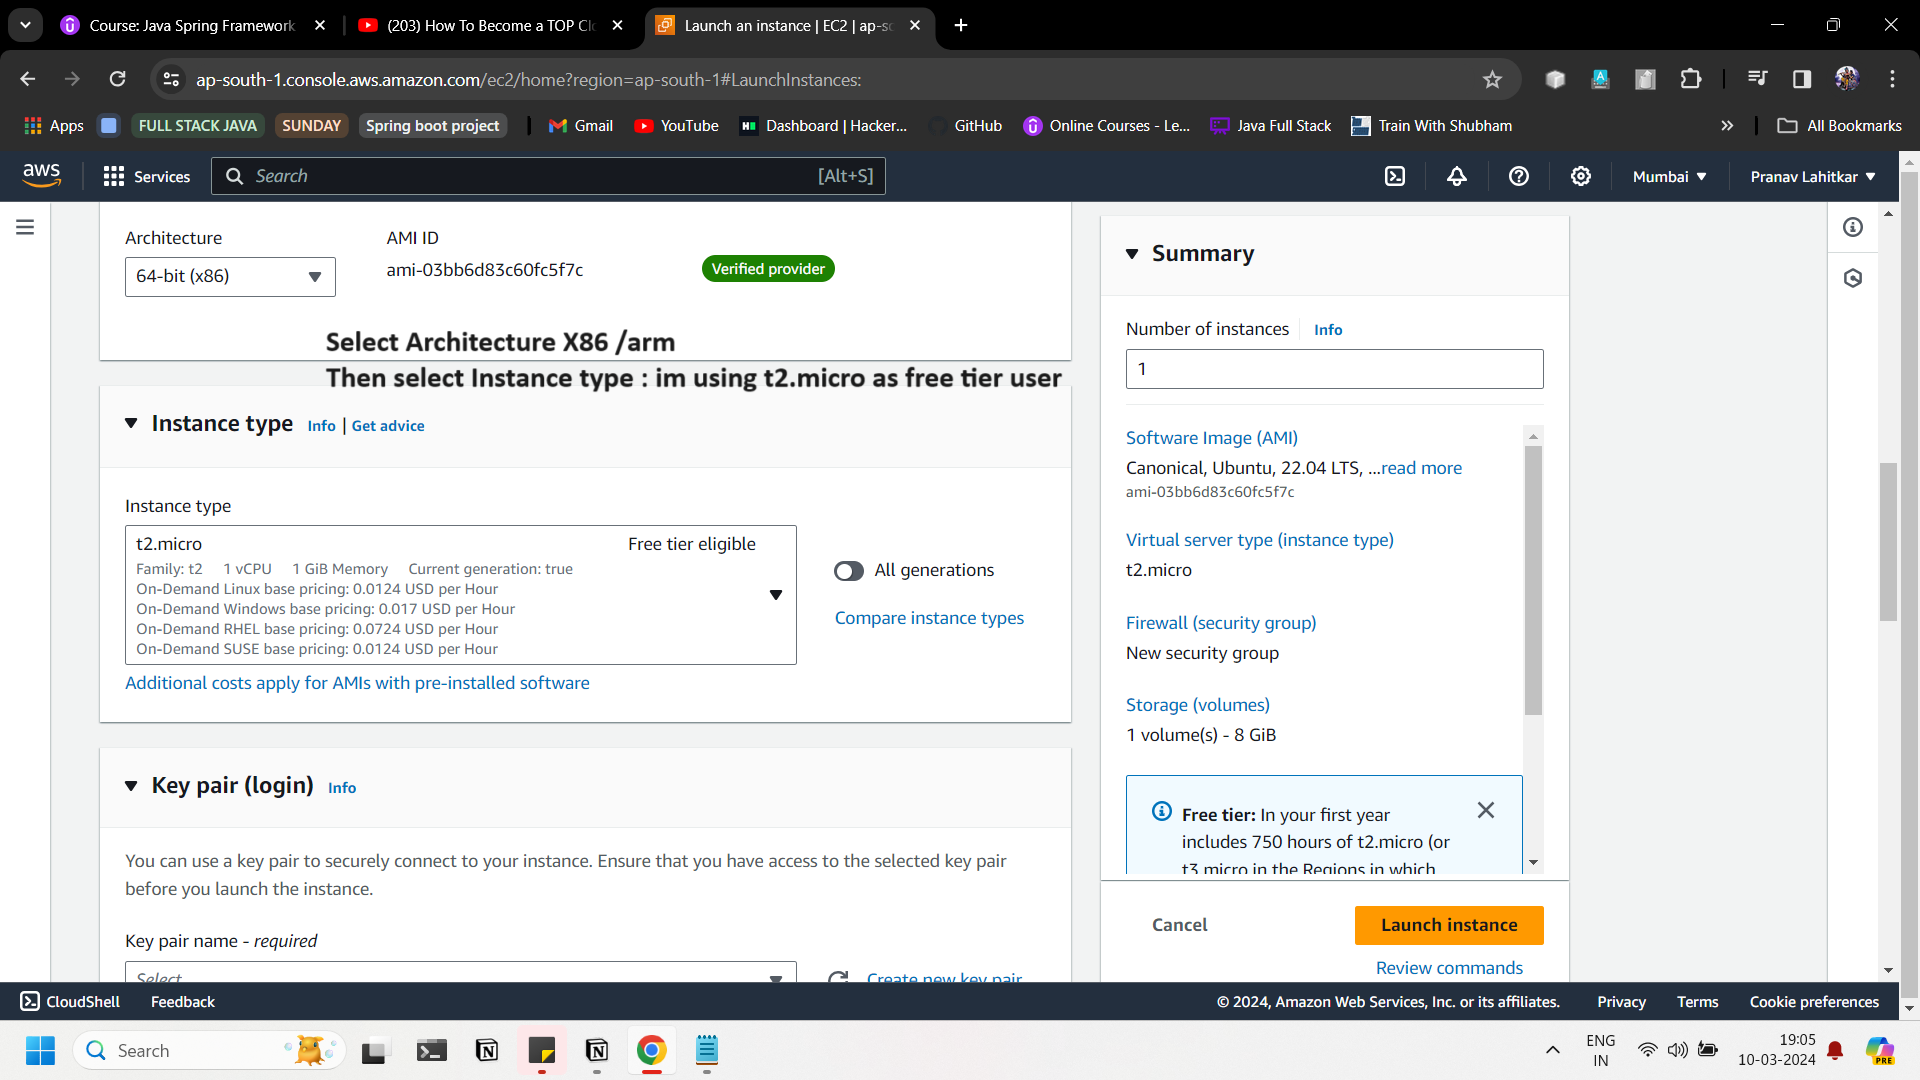 Course: Java Spring Framework
(203) How To Become a TOP Clo
Launch an instance | EC2 | ap-so
ap-south-1.console.aws.amazon.com/ec2/home?region=ap-south-1#LaunchInstances:
Apps
FULL STACK JAVA
SUNDAY
Spring boot project
Gmail
YouTube
Dashboard | Hacker...
GitHub
Online Courses - Le...
Java Full Stack
Train With Shubham
All Bookmarks
aws
Services
Search
[Alt+S]
Mumbai
Pranav Lahitkar
Architecture
AMI ID
64-bit (x86)
ami-03bb6d83c60fc5f7c
Verified provider
Select Architecture X86 /arm
Then select Instance type : im using t2.micro as free tier user
Instance type
Info | Get advice
Instance type
t2.micro
Free tier eligible
Family: t2 1 vCPU 1 GiB Memory Current generation: true
On-Demand Linux base pricing: 0.0124 USD per Hour
On-Demand Windows base pricing: 0.017 USD per Hour
On-Demand RHEL base pricing: 0.0724 USD per Hour
On-Demand SUSE base pricing: 0.0124 USD per Hour
All generations
Compare instance types
Additional costs apply for AMIs with pre-installed software
Key pair (login)
Info
You can use a key pair to securely connect to your instance. Ensure that you have access to the selected key pair
before you launch the instance.
Key pair name - required
Select
Create new key pair
Summary
Number of instances
Info
1
Software Image (AMI)
Canonical, Ubuntu, 22.04 LTS, ...read more
ami-03bb6d83c60fc5f7c
Virtual server type (instance type)
t2.micro
Firewall (security group)
New security group
Storage (volumes)
1 volume(s) - 8 GiB
Free tier: In your first year
includes 750 hours of t2.micro (or
t3.micro in the Regions in which
Cancel
Launch instance
Review commands
CloudShell
Feedback
© 2024, Amazon Web Services, Inc. or its affiliates.
Privacy
Terms
Cookie preferences
Search
ENG
IN
19:05
10-03-2024
PRE